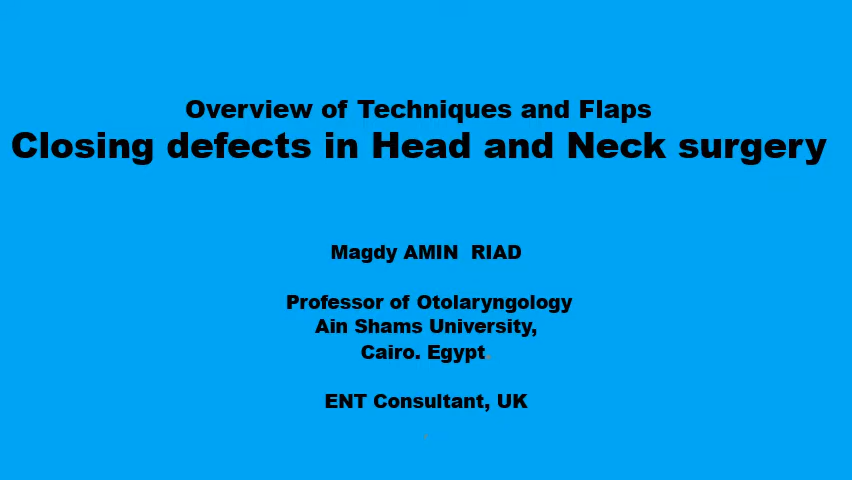 Overview of Techniques and Flaps
Closing defects in Head and Neck surgery
Magdy AMIN RIAD
Professor of Otolaryngology
Ain Shams University,
Cairo. Egypt.
ENT Consultant, UK
.